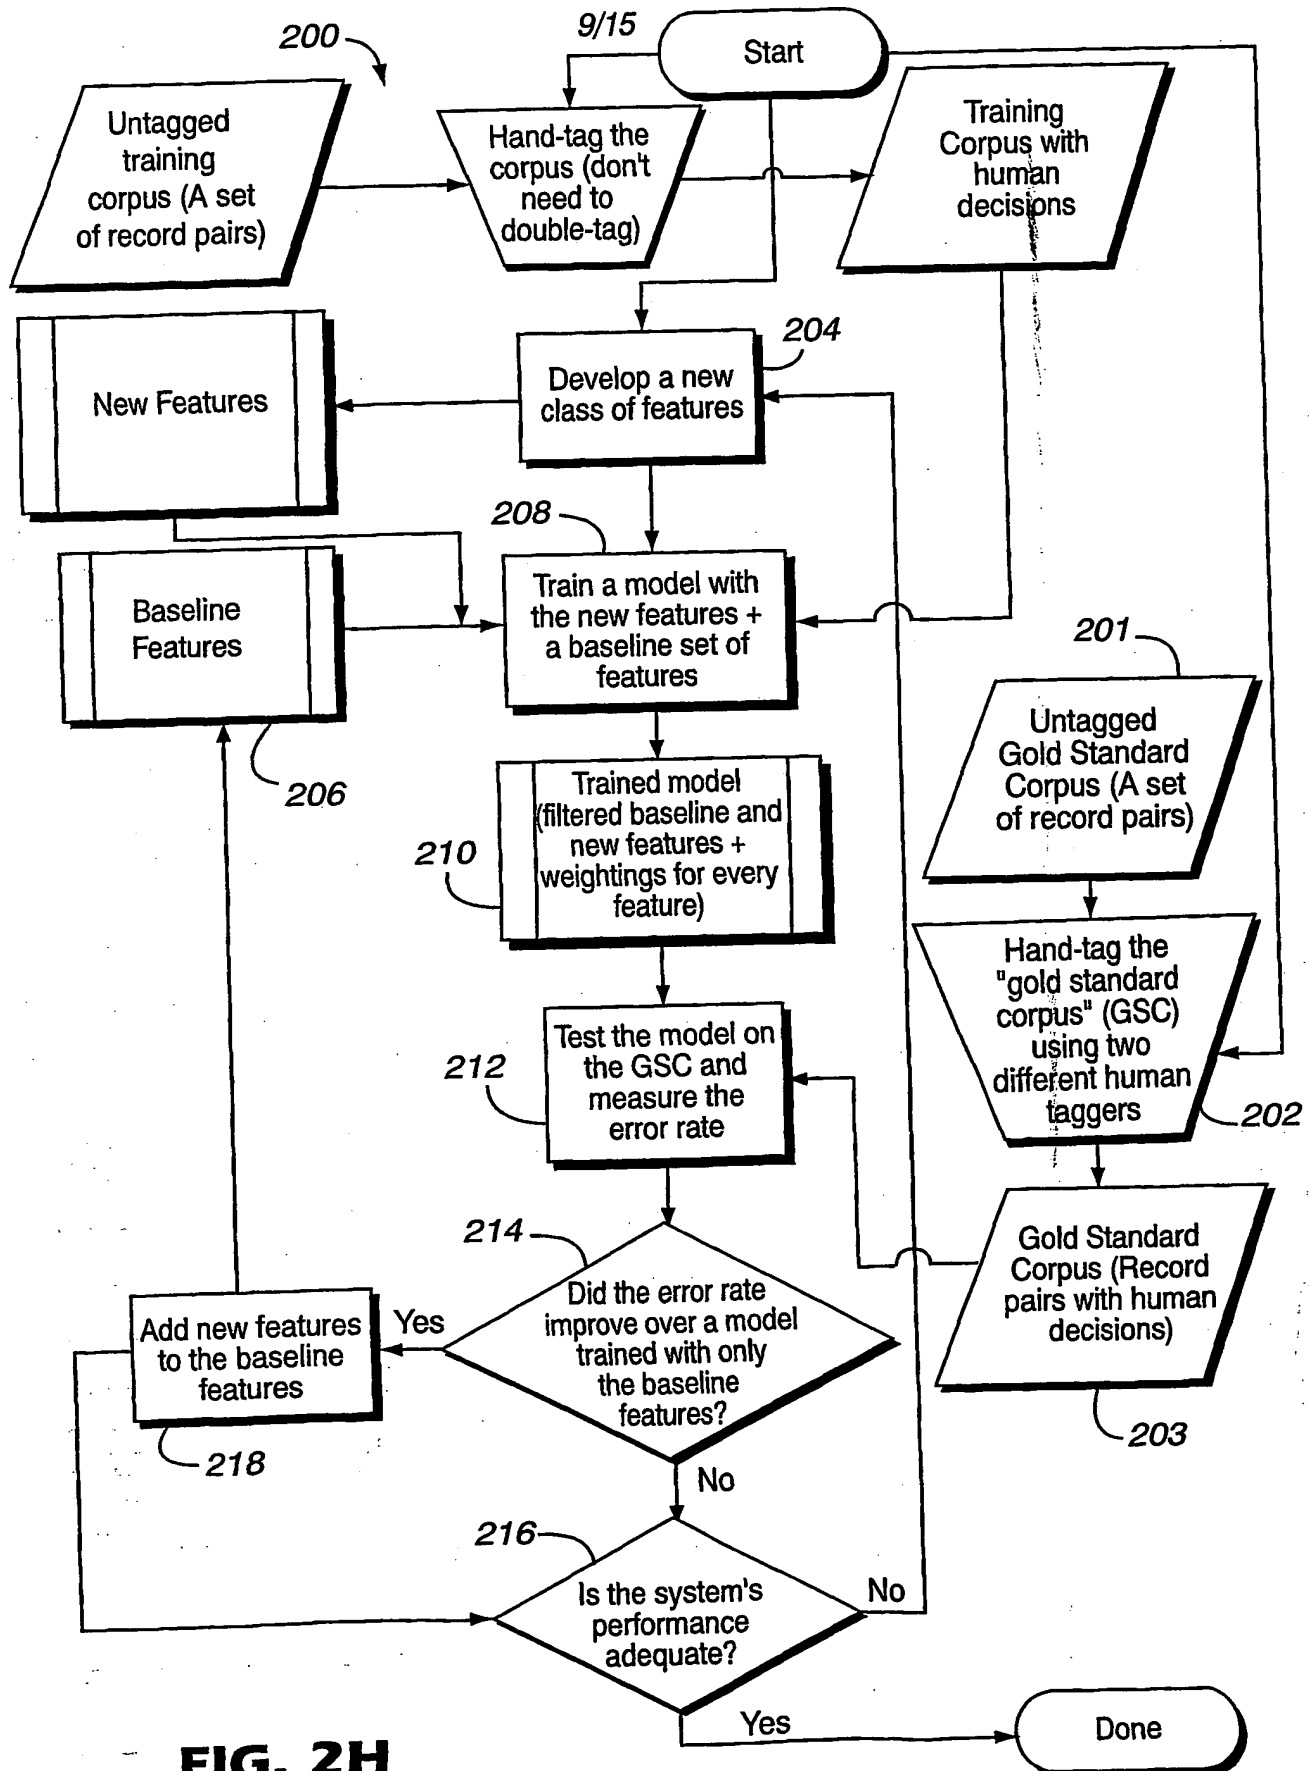 9/15
200
Start
Untagged
training
corpus (A set
of record pairs)
Hand-tag the
corpus (don't
need to
double-tag)
Training
Corpus with
human
decisions
204
New Features
Develop a new
class of features
208
Baseline
Features
206
Train a model with
the new features +
a baseline set of
features
201
Untagged
Gold Standard
Corpus (A set
of record pairs)
210
Trained model
(filtered baseline and
new features +
weightings for every
feature)
Hand-tag the
"gold standard
corpus" (GSC)
using two
different human
taggers
202
212
Test the model on
the GSC and
measure the
error rate
214
Did the error rate
improve over a model
trained with only
the baseline
features?
Yes
No
Gold Standard
Corpus (Record
pairs with human
decisions)
203
Add new features
to the baseline
features
218
216
Is the system's
performance
adequate?
No
Yes
Done
FIG. 2H